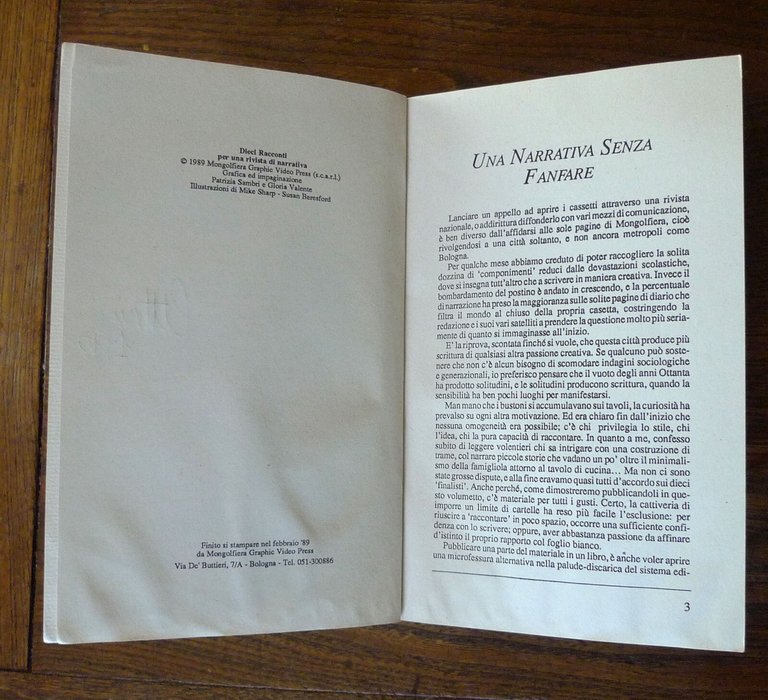 Dieci Racconti
per una rivista di narrativa
© 1989 Mongolfiera Graphic Video Press (s.c.a.r.l.)
Grafica ed impaginazione
Patrizia Sambri e Gloria Valente
Illustrazioni di Mike Sharp - Susan Beresford
Finito si stampare nel febbraio '89
da Mongolfiera Graphic Video Press
Via De' Buttieri, 7/A - Bologna - Tel. 051-300886
UNA NARRATIVA SENZA
FANFARE
Lanciare un appello ad aprire i cassetti attraverso una rivista
nazionale, o addirittura diffonderlo con vari mezzi di comunicazione,
è ben diverso dall'affidarsi alle sole pagine di Mongolfiera, cioè
rivolgendosi a una città soltanto, e non ancora metropoli come
Bologna.
Per qualche mese abbiamo creduto di poter raccogliere la solita
dozzina di 'componimenti' reduci dalle devastazioni scolastiche,
dove si insegna tutt'altro che a scrivere in maniera creativa. Invece il
bombardamento del postino è andato in crescendo, e la percentuale
di narrazione ha preso la maggioranza sulle solite pagine di diario che
filtra il mondo al chiuso della propria casetta, costringendo la
redazione e i suoi vari satelliti a prendere la questione molto più seria-
mente di quanto si immaginasse all'inizio.
E' la riprova, scontata finché si vuole, che questa città produce più
scrittura di qualsiasi altra passione creativa. Se qualcuno può soste-
nere che non c'è alcun bisogno di scomodare indagini sociologiche
e generazionali, io preferisco pensare che il vuoto degli anni Ottanta
ha prodotto solitudini, e le solitudini producono scrittura, quando la
sensibilità ha ben pochi luoghi per manifestarsi.
Man mano che i bustoni si accumulavano sui tavoli, la curiosità ha
prevalso su ogni altra motivazione. Ed era chiaro fin dall'inizio che
nessuna omogeneità era possibile; c'è chi privilegia lo stile, chi
l'idea, chi la pura capacità di raccontare. In quanto a me, confesso
subito di leggere volentieri chi sa intrigare con una costruzione di
trame, col narrare piccole storie che vadano un po' oltre il minimali-
smo della famigliola attorno al tavolo di cucina... Ma non ci sono
state grosse dispute, e alla fine eravamo quasi tutti d'accordo sui dieci
'finalisti'. Anche perché, come dimostreremo pubblicandoli in que-
sto volumetto, c'è materiale per tutti i gusti. Certo, la cattiveria di
imporre un limite di cartelle ha reso più facile l'esclusione: per
riuscire a 'raccontare' in poco spazio, occorre una sufficiente confi-
denza con lo scrivere; oppure, aver abbastanza passione da affinare
d'istinto il proprio rapporto col foglio bianco.
Pubblicare una parte del materiale in un libro, è anche voler aprire
una microfessura alternativa nella palude-discarica del sistema edi-
3